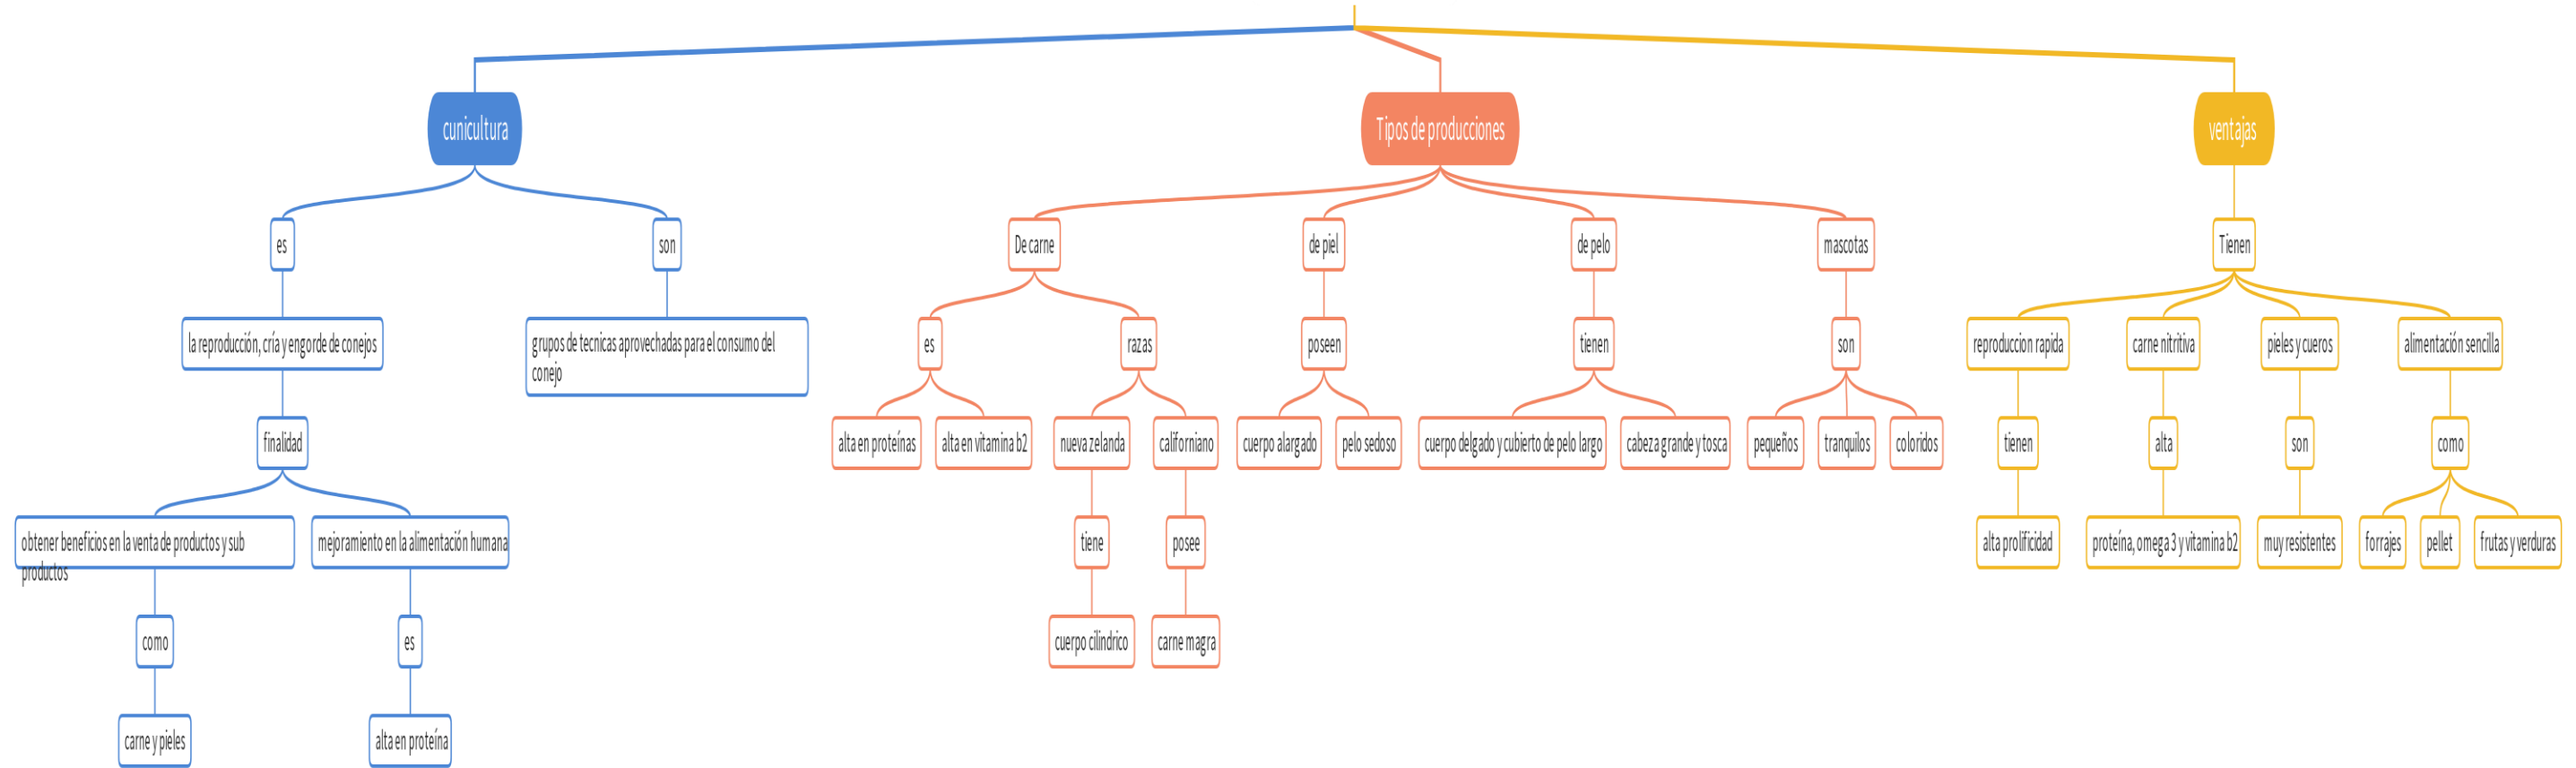 cunicultura
Tipos de producciones
ventajas
es
son
De carne
de piel
de pelo
mascotas
Tienen
la reproducción, cría y engorde de conejos
grupos de tecnicas aprovechadas para el consumo del
conejo
es
razas
poseen
tienen
son
reproduccion rapida
carne nitritiva
pieles y cueros
alimentación sencilla
finalidad
alta en proteínas
alta en vitamina b2
nueva zelanda
californiano
cuerpo alargado
pelo sedoso
cuerpo delgado y cubierto de pelo largo
cabeza grande y tosca
pequeños
tranquilos
coloridos
tienen
alta
son
como
obtener beneficios en la venta de productos y sub
productos
mejoramiento en la alimentación humana
tiene
posee
alta prolificidad
proteína, omega 3 y vitamina b2
muy resistentes
forrajes
pellet
frutas y verduras
como
es
cuerpo cilindrico
carne magra
carne y pieles
alta en proteína